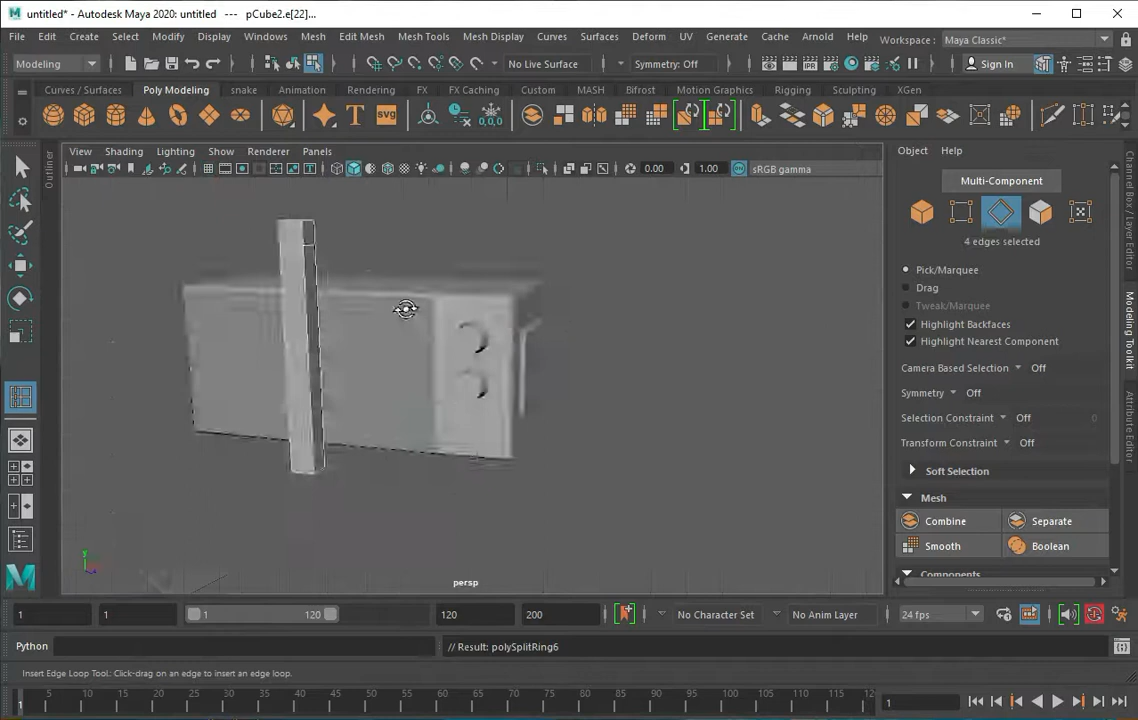 untitled* - Autodesk Maya 2020: untitled   ---   pCube2.e[22]...
File Edit Create Select Modify Display Windows Mesh Edit Mesh Mesh Tools Mesh Display Curves Surfaces Deform UV Generate Cache Arnold Help Workspace : Maya Classic*
Modeling No Live Surface Symmetry: Off Sign In
Curves / Surfaces Poly Modeling snake Animation Rendering FX FX Caching Custom MASH Bifrost Motion Graphics Rigging Sculpting XGen
SVG 0,0,0
View Shading Lighting Show Renderer Panels
0.00 1.00 sRGB gamma
Outliner
persp
Object Help
Multi-Component
4 edges selected
Pick/Marquee
Drag
Tweak/Marquee
Highlight Backfaces
Highlight Nearest Component
Camera Based Selection Off
Symmetry Off
Selection Constraint Off 0
Transform Constraint Off
Soft Selection
Mesh
Combine Separate
Smooth Boolean
Components
Channel Box / Layer Editor
Modeling Toolkit
Attribute Editor
1 1 1 120 120 200 No Character Set No Anim Layer 24 fps
Python // Result: polySplitRing6
Insert Edge Loop Tool: Click-drag on an edge to insert an edge loop.
1 5 10 15 20 25 30 35 40 45 50 55 60 65 70 75 80 85 90 95 100 105 110 115 12 1